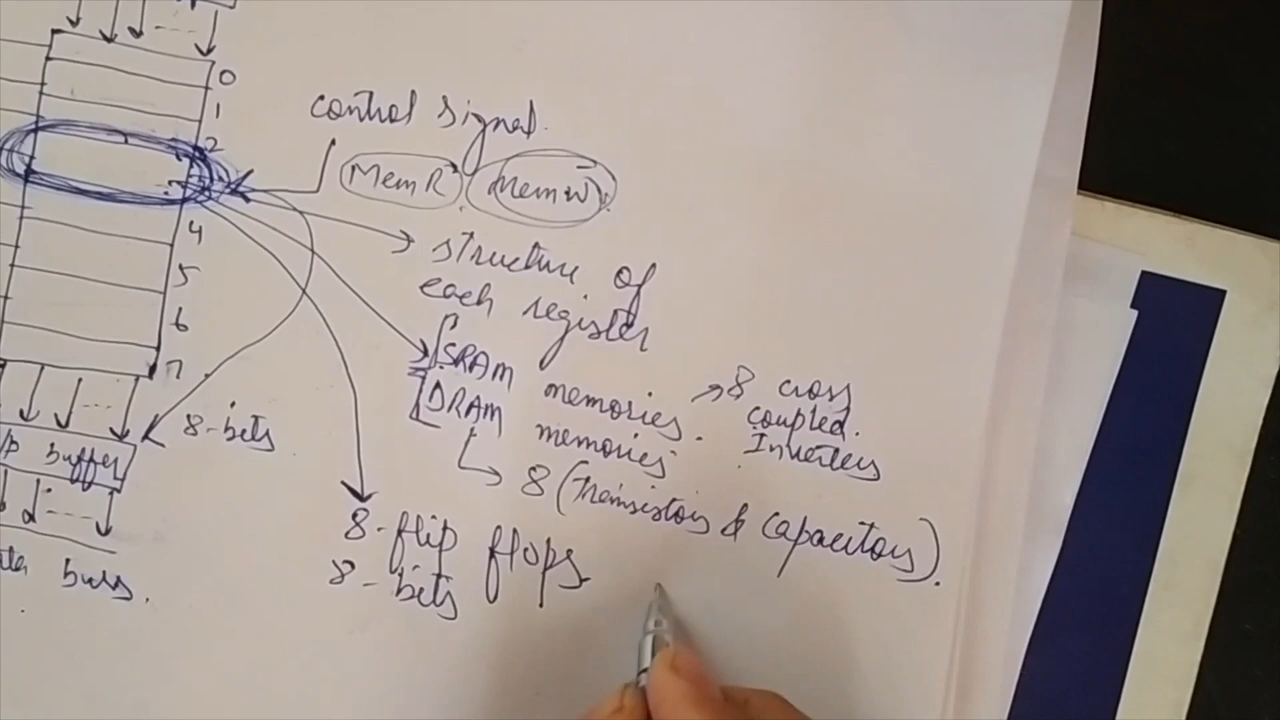 0
1
2
control signal.
MemR, MemW.
4
structure of
each register
5
6
SRAM memories.
DRAM memories
8 cross
coupled.
Inverters
7
8-bits
8 (Transistors & Capacitors).
/p buffer
8-flip flops.
8-bits
buss.